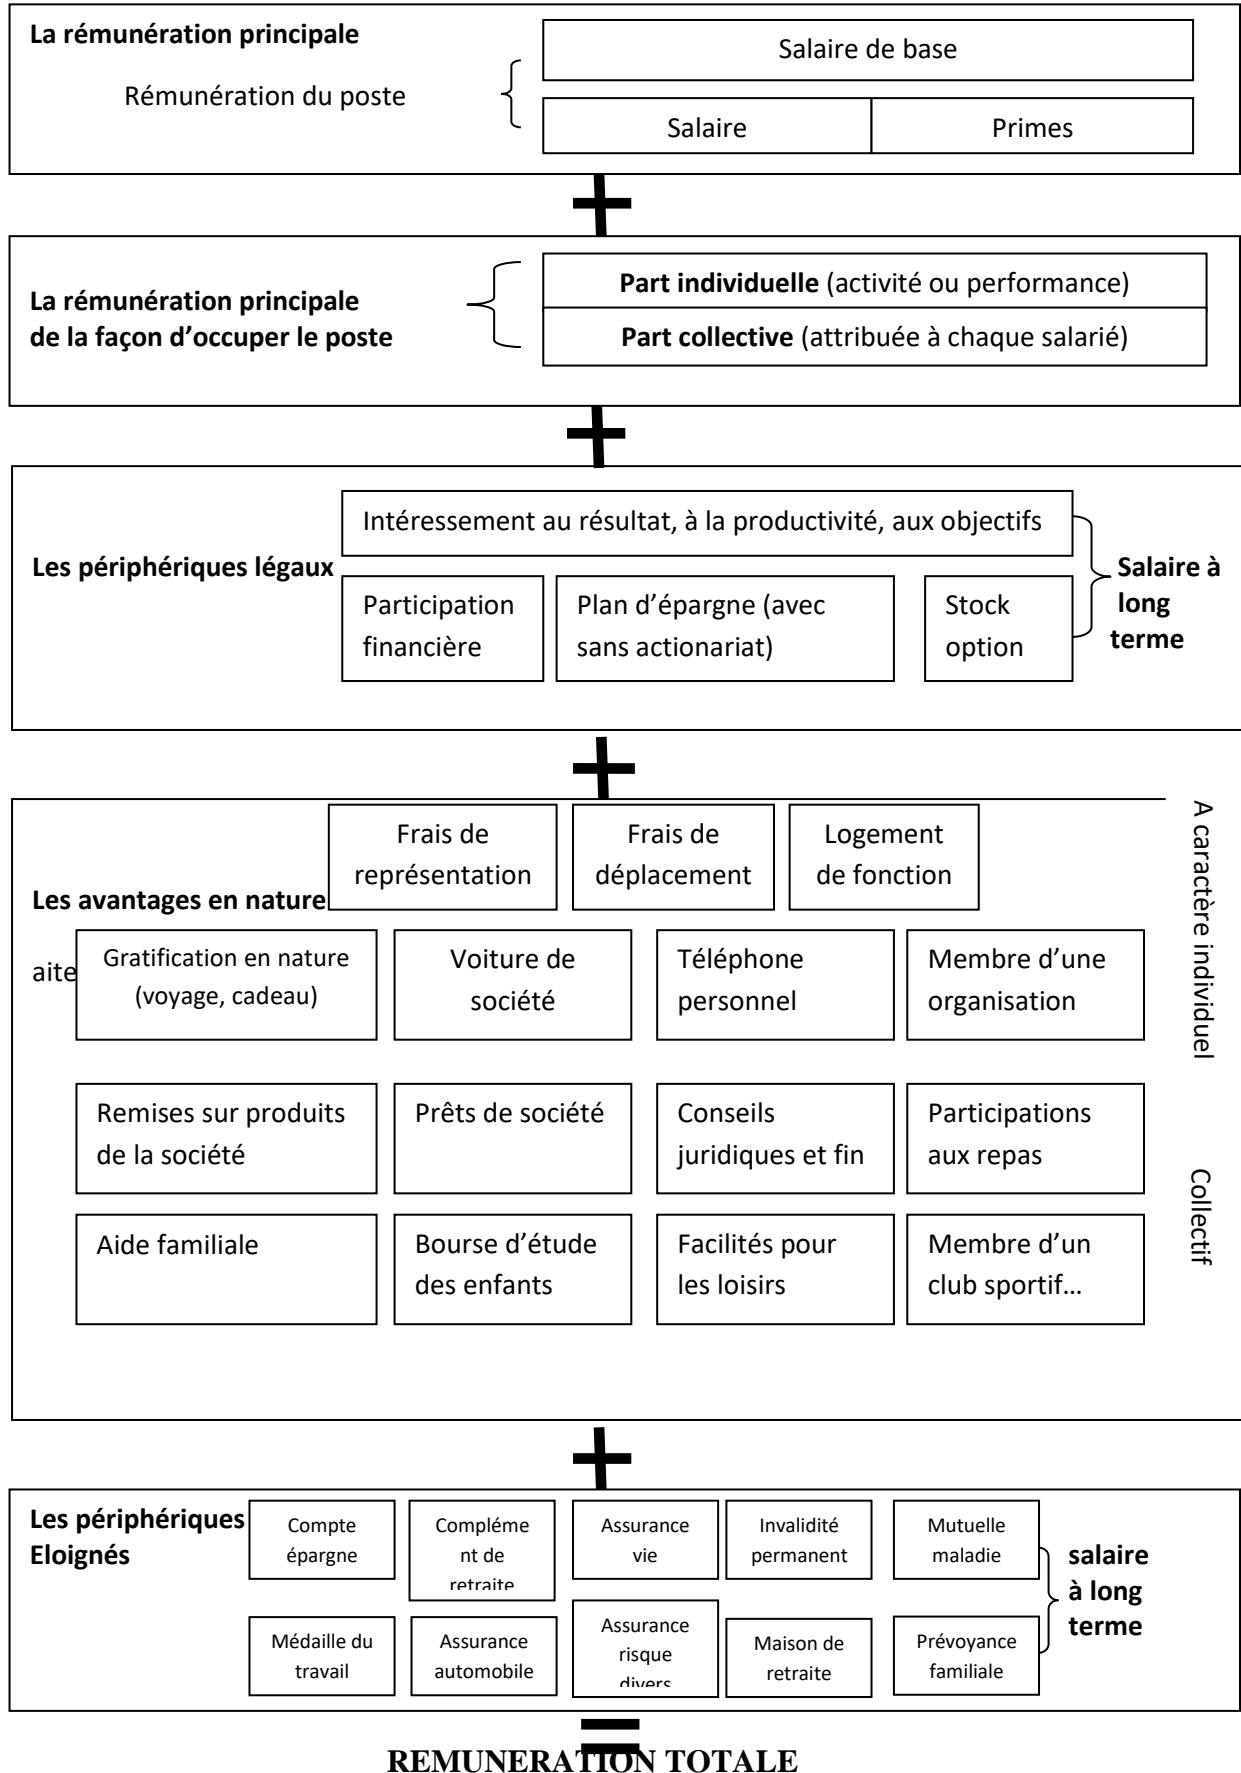 La rémunération principale
Salaire de base
Rémunération du poste
Salaire
Primes
La rémunération principale
de la façon d'occuper le poste
Part individuelle (activité ou performance)
Part collective (attribuée à chaque salarié)
Les périphériques légaux
Intéressement au résultat, à la productivité, aux objectifs
Participation
financière
Plan d'épargne (avec
sans actionariat)
Stock
option
Salaire à
long
terme
Les avantages en nature
Frais de
représentation
Frais de
déplacement
Logement
de fonction
A caractère individuel
aite
Gratification en nature
(voyage, cadeau)
Voiture de
société
Téléphone
personnel
Membre d'une
organisation
Remises sur produits
de la société
Prêts de société
Conseils
juridiques et fin
Participations
aux repas
Collectif
Aide familiale
Bourse d'étude
des enfants
Facilités pour
les loisirs
Membre d'un
club sportif…
Les périphériques
Eloignés
Compte
épargne
Compléme
nt de
retraite
Assurance
vie
Invalidité
permanent
Mutuelle
maladie
salaire
à long
terme
Médaille du
travail
Assurance
automobile
Assurance
risque
divers
Maison de
retraite
Prévoyance
familiale
REMUNERATION TOTALE